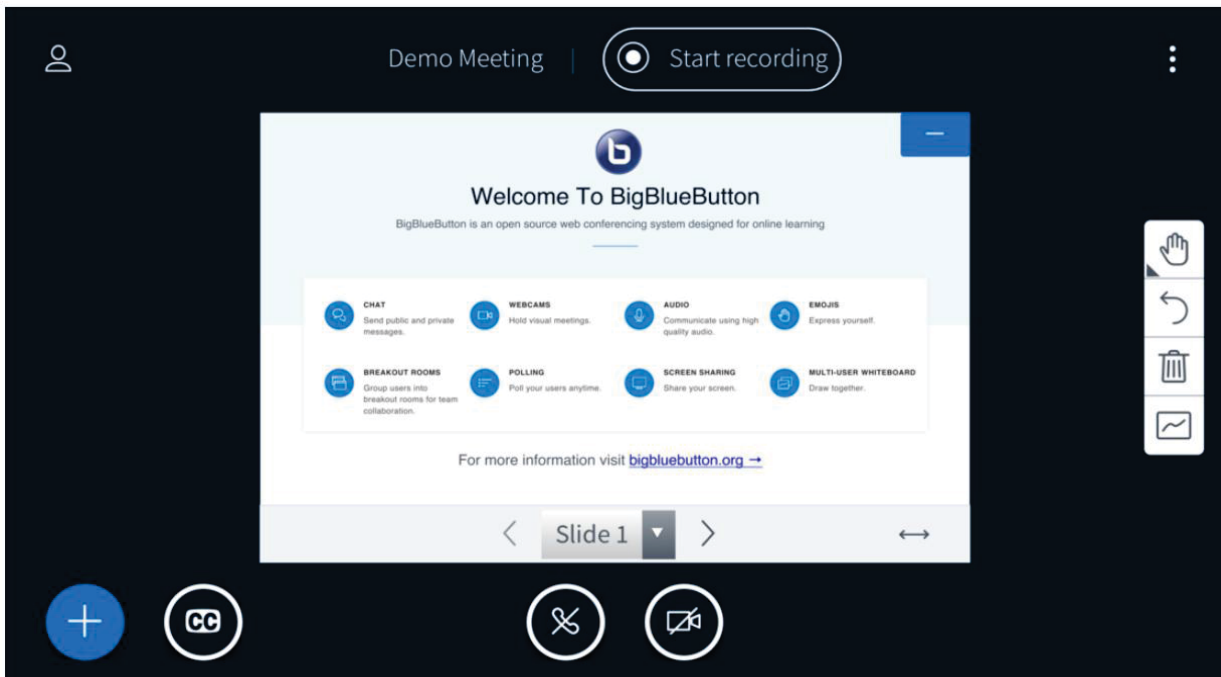 Demo Meeting
Start recording
Welcome To BigBlueButton
BigBlueButton is an open source web conferencing system designed for online learning
CHAT
Send public and private
messages.
WEBCAMS
Hold visual meetings.
AUDIO
Communicate using high
quality audio.
EMOJIS
Express yourself.
BREAKOUT ROOMS
Group users into
breakout rooms for team
collaboration.
POLLING
Poll your users anytime.
SCREEN SHARING
Share your screen.
MULTI-USER WHITEBOARD
Draw together.
For more information visit bigbluebutton.org →
Slide 1
CC